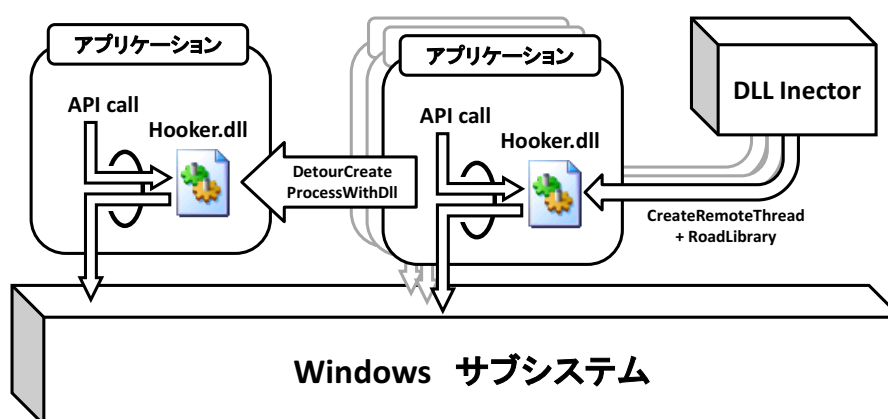 アプリケーション
API call
Hooker.dll
DetourCreate
ProcessWithDll
アプリケーション
API call
Hooker.dll
DLL Inector
CreateRemoteThread
+ RoadLibrary
Windows サブシステム